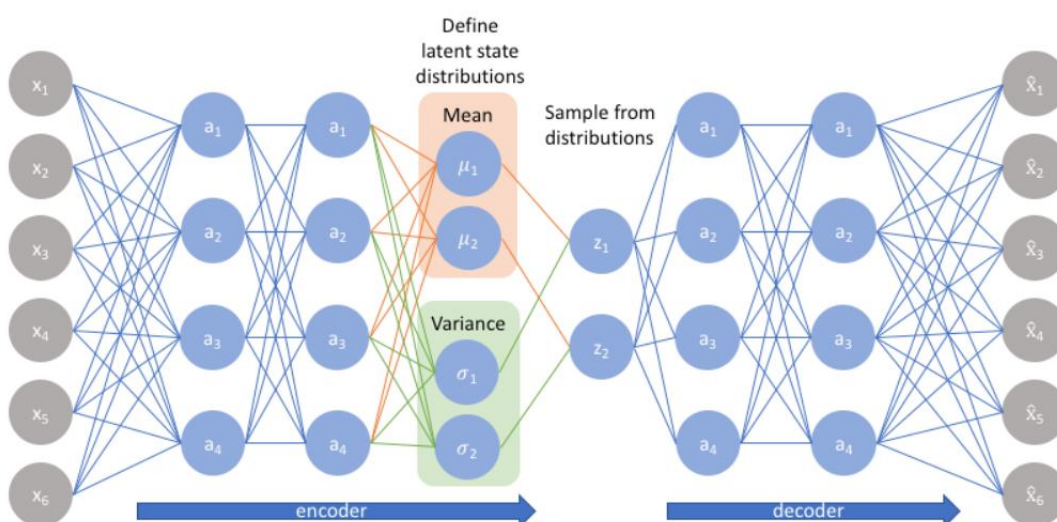 Define
latent state
distributions
Mean
Sample from
distributions
Variance
x₁
x₂
x₃
x₄
x₅
x₆
a₁
a₂
a₃
a₄
a₁
a₂
a₃
a₄
μ₁
μ₂
σ₁
σ₂
z₁
z₂
a₁
a₂
a₃
a₄
a₁
a₂
a₃
a₄
x̂₁
x̂₂
x̂₃
x̂₄
x̂₅
x̂₆
encoder
decoder